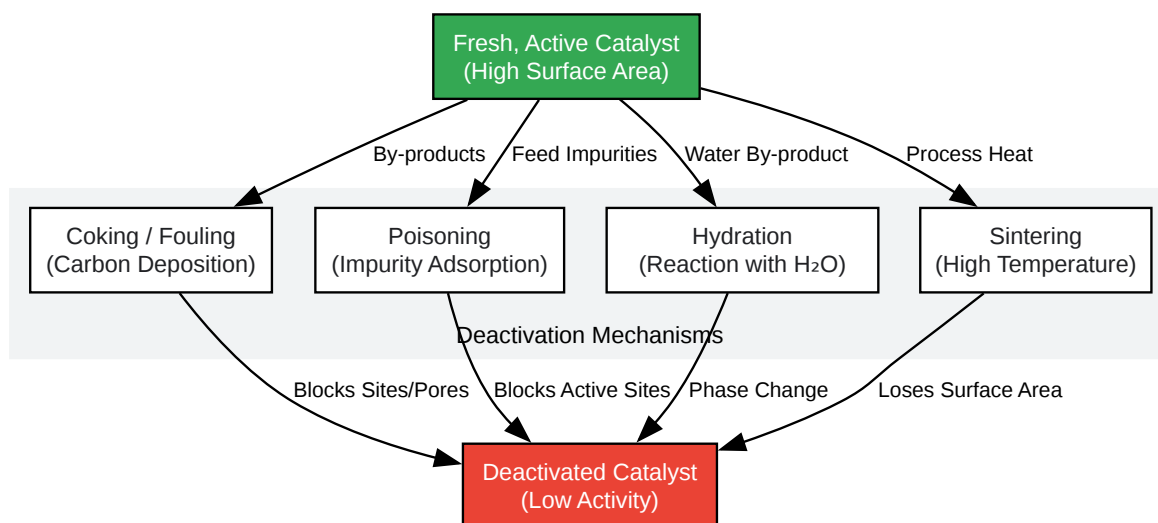 Fresh, Active Catalyst
(High Surface Area)
By-products
Feed Impurities
Water By-product
Process Heat
Coking / Fouling
(Carbon Deposition)
Poisoning
(Impurity Adsorption)
Hydration
(Reaction with H₂O)
Sintering
(High Temperature)
Deactivation Mechanisms
Blocks Sites/Pores
Blocks Active Sites
Phase Change
Loses Surface Area
Deactivated Catalyst
(Low Activity)